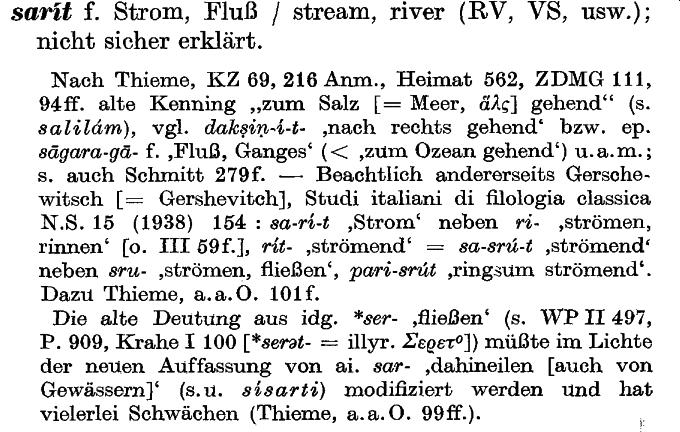 sarít f. Strom, Fluß / stream, river (RV, VS, usw.);
nicht sicher erklärt.
Nach Thieme, KZ 69, 216 Anm., Heimat 562, ZDMG 111,
94ff. alte Kenning „zum Salz [= Meer, ἅλς] gehend“ (s.
salilám), vgl. dakṣiṇ-í-t- ‚nach rechts gehend‘ bzw. ep.
sāgara-gā- f. ‚Fluß, Ganges‘ (< ‚zum Ozean gehend‘) u.a.m.;
s. auch Schmitt 279f. — Beachtlich andererseits Gersche-
witsch [= Gershevitch], Studi italiani di filologia classica
N.S. 15 (1938) 154 : sa-rí-t ‚Strom‘ neben ri- ‚strömen,
rinnen‘ [o. III 59f.], rít- ‚strömend‘ = sa-srú-t ‚strömend‘
neben sru- ‚strömen, fließen‘, pari-srút ‚ringsum strömend‘.
Dazu Thieme, a.a.O. 101f.
Die alte Deutung aus idg. *ser- ‚fließen‘ (s. WP II 497,
P. 909, Krahe I 100 [*serət- = illyr. Σερετº]) müßte im Lichte
der neuen Auffassung von ai. sar- ‚dahineilen [auch von
Gewässern]‘ (s.u. sísarti) modifiziert werden und hat
vielerlei Schwächen (Thieme, a.a.O. 99ff.).